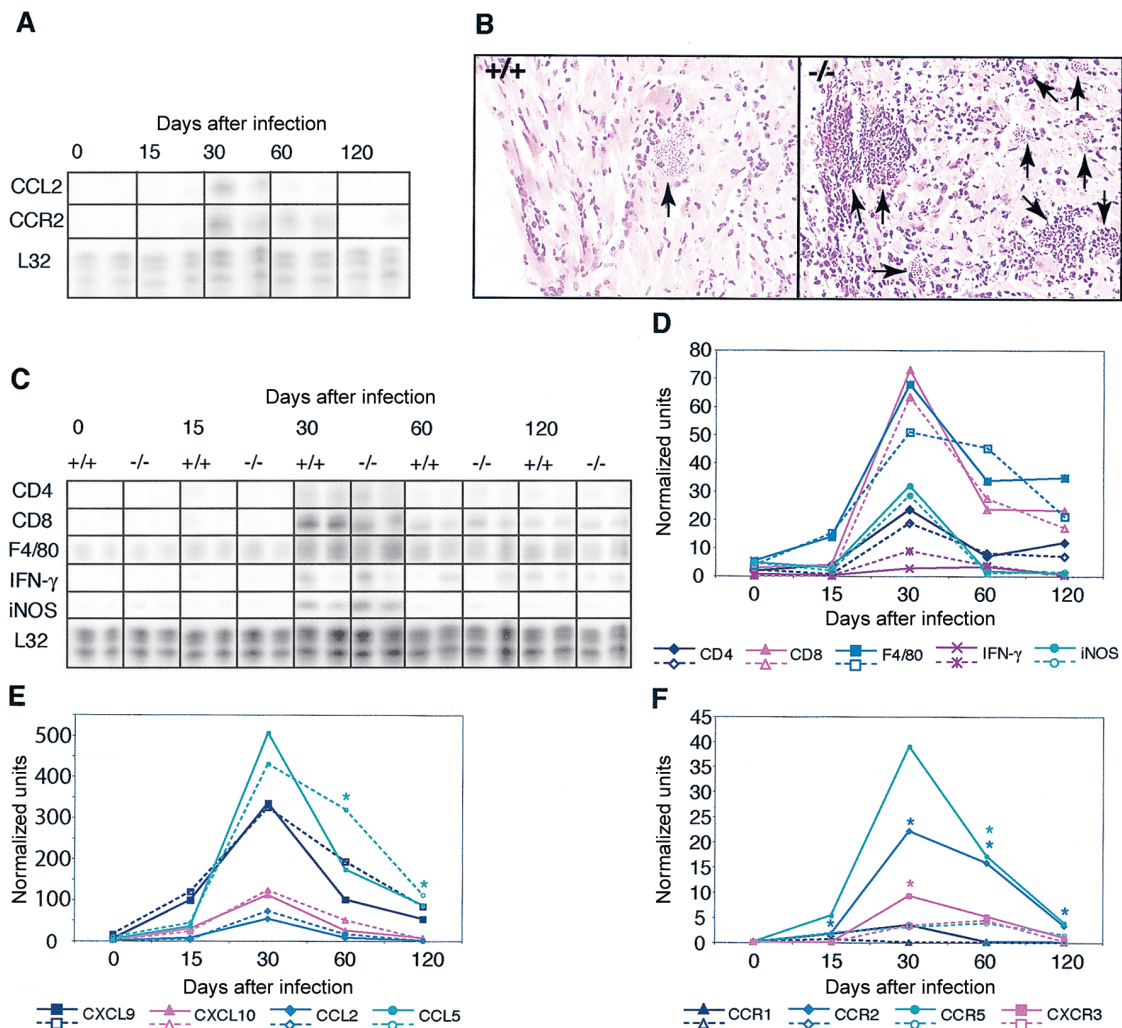 A
Days after infection
0 15 30 60 120
CCL2
CCR2
L32
B
+/+ -/-
C
Days after infection
0 15 30 60 120
+/+ -/- +/+ -/- +/+ -/- +/+ -/- +/+ -/-
CD4
CD8
F4/80
IFN-γ
iNOS
L32
D
Normalized units
80
70
60
50
40
30
20
10
0
0 15 30 60 120
Days after infection
CD4 CD8 F4/80 IFN-γ iNOS
E
Normalized units
500
400
300
200
100
0
* *
0 15 30 60 120
Days after infection
CXCL9 CXCL10 CCL2 CCL5
F
Normalized units
45
40
35
30
25
20
15
10
5
0
* * * * * *
0 15 30 60 120
Days after infection
CCR1 CCR2 CCR5 CXCR3